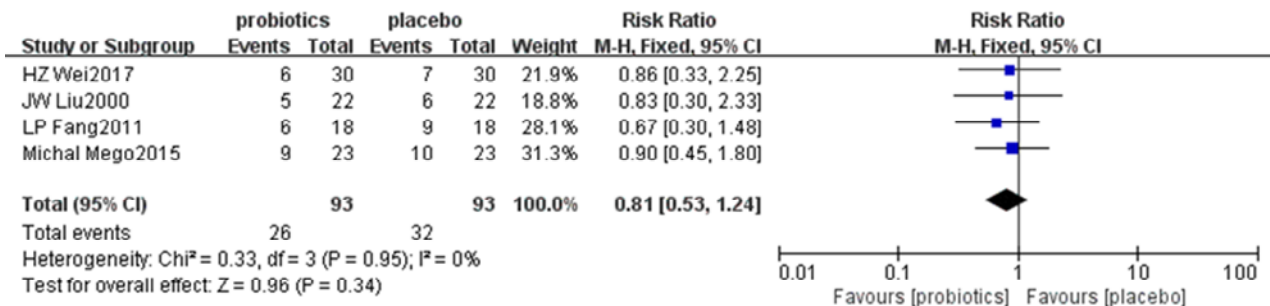 probiotics placebo Risk Ratio Risk Ratio
Study or Subgroup Events Total Events Total Weight M-H, Fixed, 95% CI M-H, Fixed, 95% CI
HZ Wei2017 6 30 7 30 21.9% 0.86 [0.33, 2.25]
JW Liu2000 5 22 6 22 18.8% 0.83 [0.30, 2.33]
LP Fang2011 6 18 9 18 28.1% 0.67 [0.30, 1.48]
Michal Mego2015 9 23 10 23 31.3% 0.90 [0.45, 1.80]
Total (95% CI) 93 93 100.0% 0.81 [0.53, 1.24]
Total events 26 32
Heterogeneity: Chi² = 0.33, df = 3 (P = 0.95); I² = 0%
Test for overall effect: Z = 0.96 (P = 0.34)
0.01 0.1 1 10 100
Favours [probiotics] Favours [placebo]